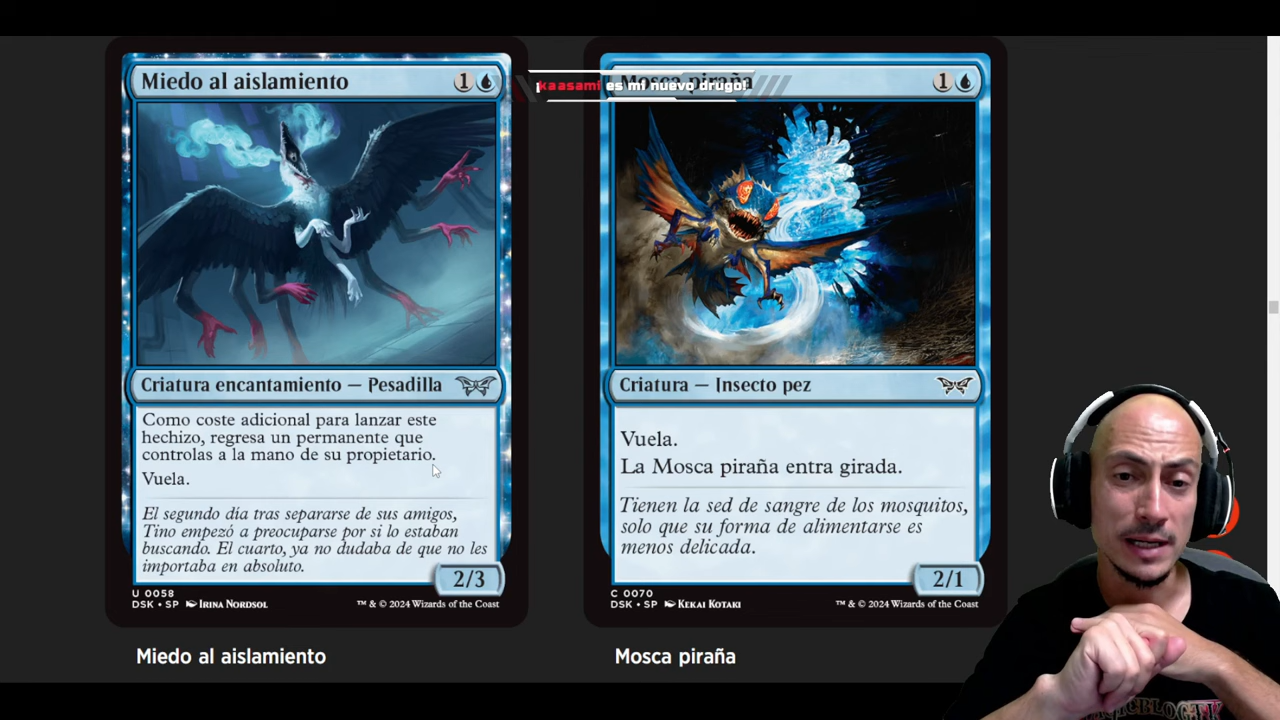 Miedo al aislamiento
1
Criatura encantamiento — Pesadilla
Como coste adicional para lanzar este
hechizo, regresa un permanente que
controlas a la mano de su propietario.
Vuela.
El segundo día tras separarse de sus amigos,
Tino empezó a preocuparse por si lo estaban
buscando. El cuarto, ya no dudaba de que no les
importaba en absoluto.
2/3
U 0058
DSK • SP IRINA NORDSOL
™ & © 2024 Wizards of the Coast
Miedo al aislamiento
Mosca piraña
1
¡kaasami es mi nuevo drugo!
Criatura — Insecto pez
Vuela.
La Mosca piraña entra girada.
Tienen la sed de sangre de los mosquitos,
solo que su forma de alimentarse es
menos delicada.
2/1
C 0070
DSK • SP KEKAI KOTAKI
™ & © 2024 Wizards of the Coast
Mosca piraña